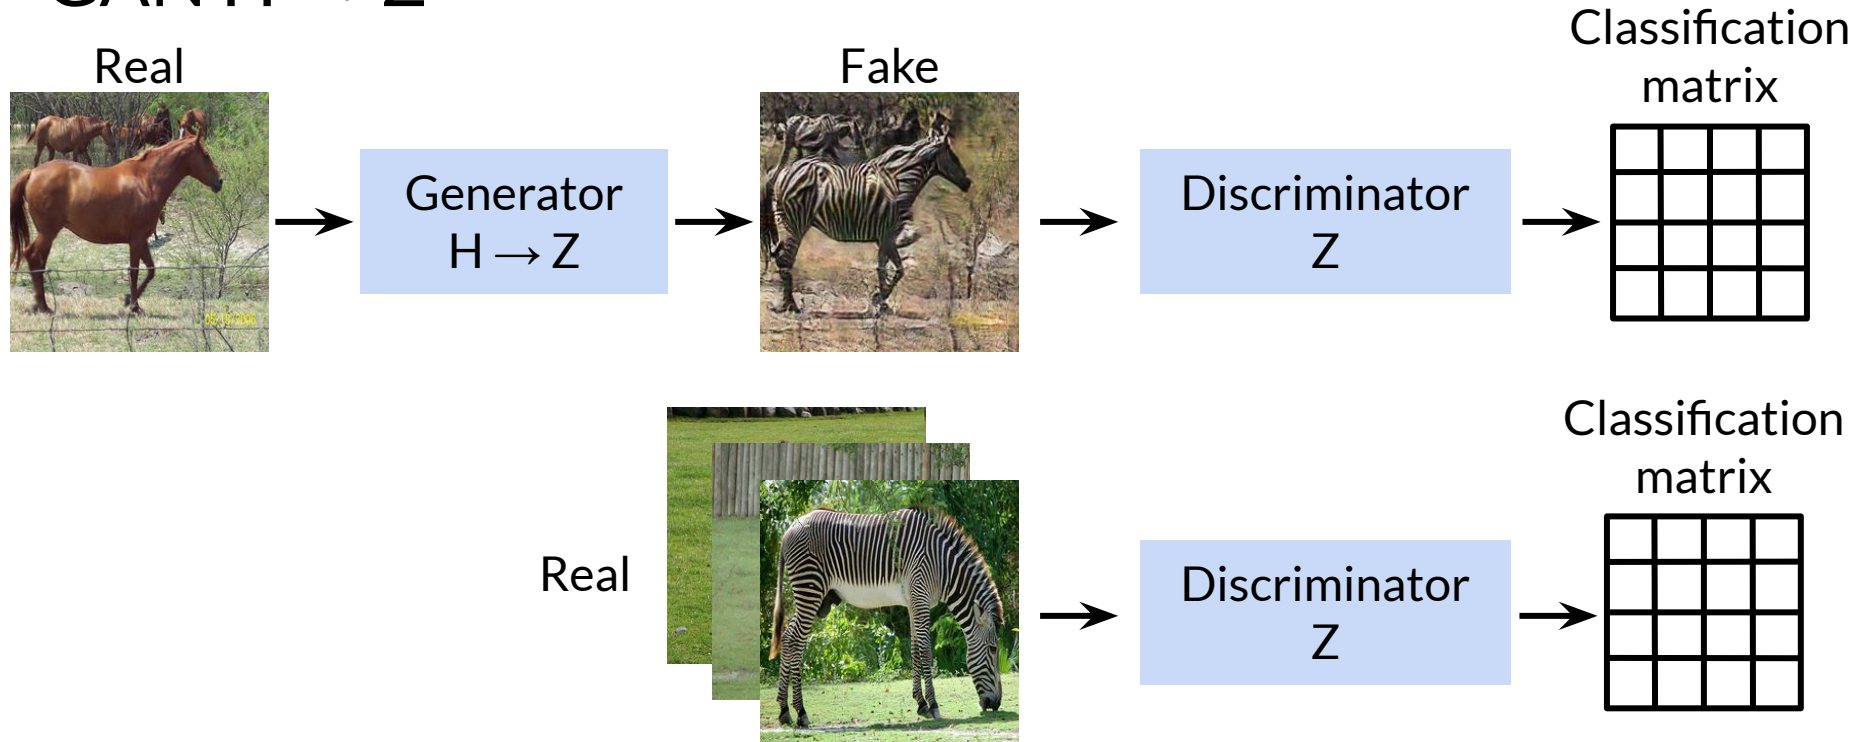 Classification
Real
Fake
matrix
Generator
H → Z
Discriminator
Z
Classification
matrix
Real
Discriminator
Z